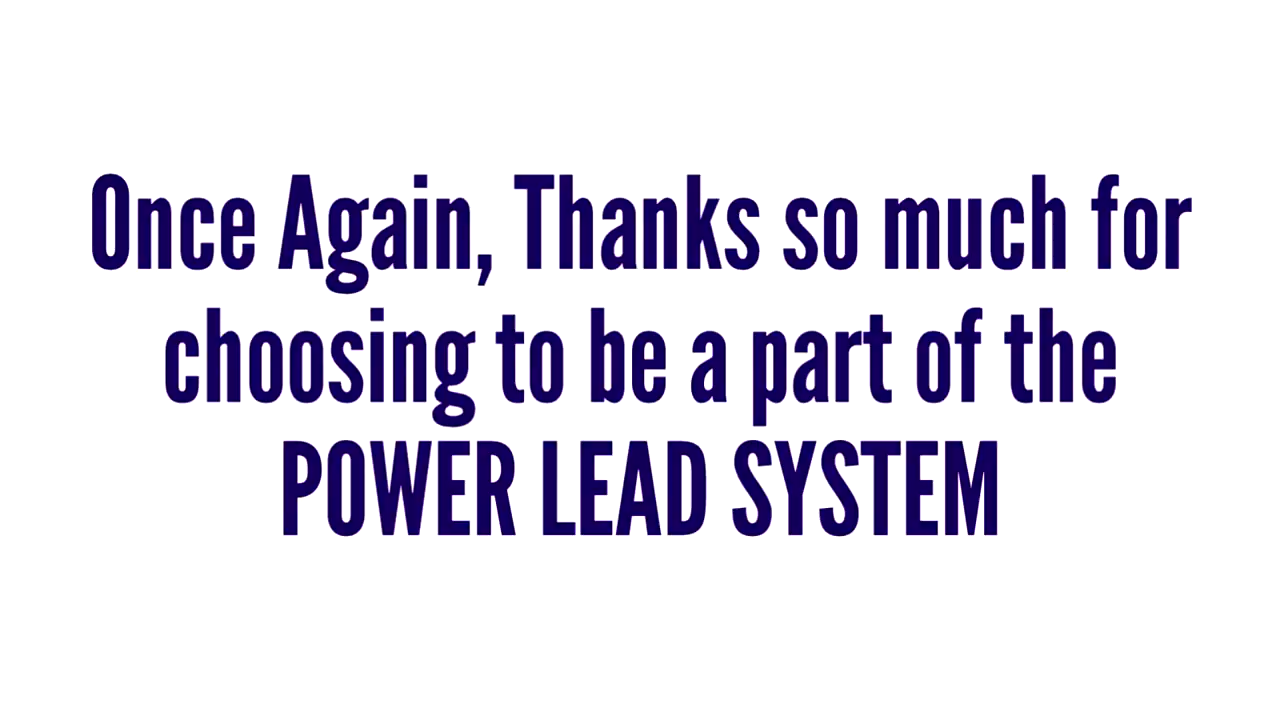 Once Again, Thanks so much for
choosing to be a part of the
POWER LEAD SYSTEM